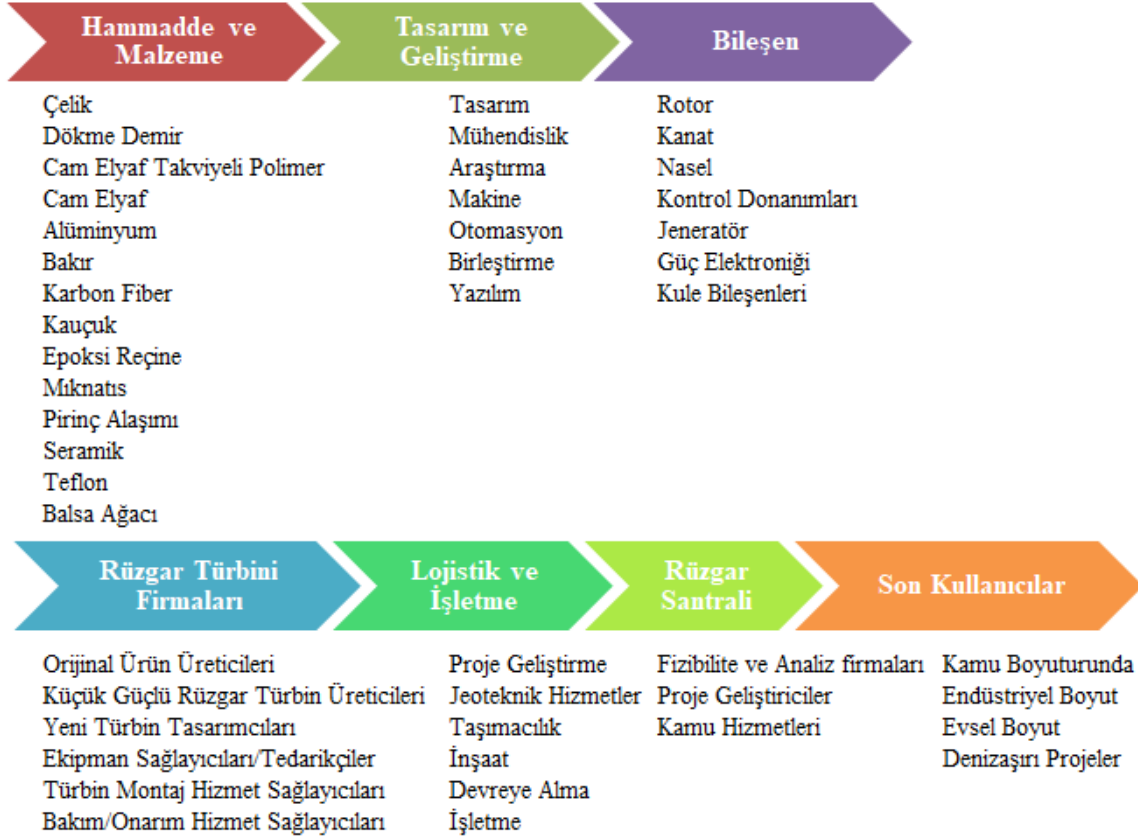 Hammadde ve
Malzeme
Tasarım ve
Geliştirme
Bileşen
Çelik
Dökme Demir
Cam Elyaf Takviyeli Polimer
Cam Elyaf
Alüminyum
Bakır
Karbon Fiber
Kauçuk
Epoksi Reçine
Mıknatıs
Pirinç Alaşımı
Seramik
Teflon
Balsa Ağacı
Tasarım
Mühendislik
Araştırma
Makine
Otomasyon
Birleştirme
Yazılım
Rotor
Kanat
Nasel
Kontrol Donanımları
Jeneratör
Güç Elektroniği
Kule Bileşenleri
Rüzgar Türbini
Firmaları
Lojistik ve
İşletme
Rüzgar
Santrali
Son Kullanıcılar
Orijinal Ürün Üreticileri
Küçük Güçlü Rüzgar Türbin Üreticileri
Yeni Türbin Tasarımcıları
Ekipman Sağlayıcıları/Tedarikçiler
Türbin Montaj Hizmet Sağlayıcıları
Bakım/Onarım Hizmet Sağlayıcıları
Proje Geliştirme
Jeoteknik Hizmetler
Taşımacılık
İnşaat
Devreye Alma
İşletme
Fizibilite ve Analiz firmaları
Proje Geliştiriciler
Kamu Hizmetleri
Kamu Boyuturunda
Endüstriyel Boyut
Evsel Boyut
Denizaşırı Projeler